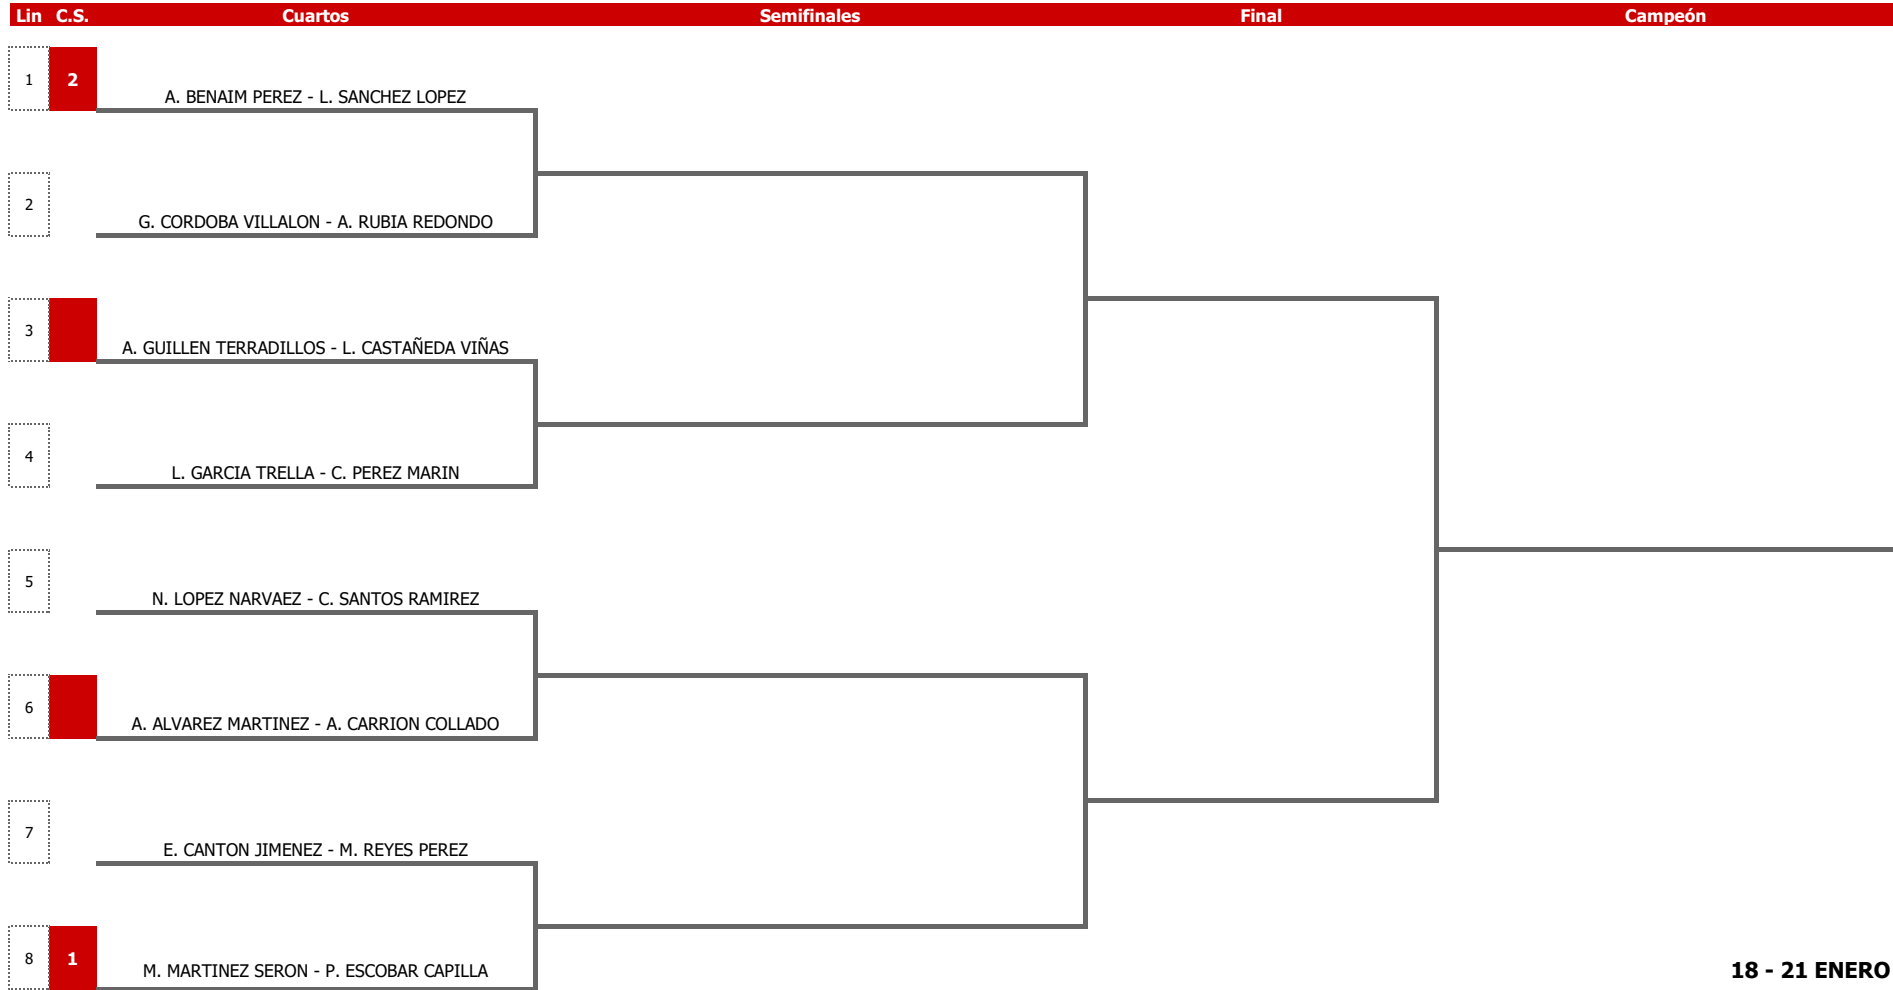 Lin C.S. Cuartos Semifinales Final Campeón
1 2
A. BENAIM PEREZ - L. SANCHEZ LOPEZ
2
G. CORDOBA VILLALON - A. RUBIA REDONDO
3
A. GUILLEN TERRADILLOS - L. CASTAÑEDA VIÑAS
4
L. GARCIA TRELLA - C. PEREZ MARIN
5
N. LOPEZ NARVAEZ - C. SANTOS RAMIREZ
6
A. ALVAREZ MARTINEZ - A. CARRION COLLADO
7
E. CANTON JIMENEZ - M. REYES PEREZ
8 1
M. MARTINEZ SERON - P. ESCOBAR CAPILLA
18 - 21 ENERO